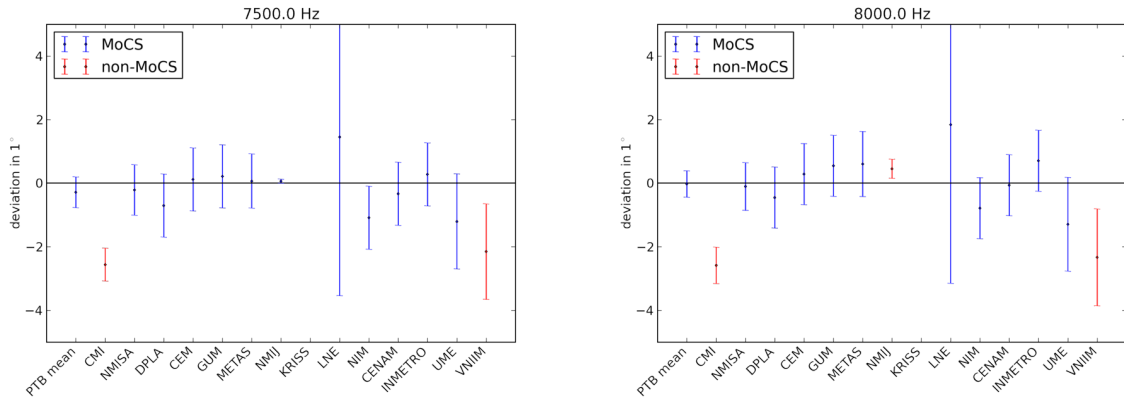 7500.0 Hz
MoCS
non-MoCS
deviation in 1°
4
2
0
−2
−4
PTB mean
CMI
NMISA
DPLA
CEM
GUM
METAS
NMIJ
KRISS
LNE
NIM
CENAM
INMETRO
UME
VNIIM
8000.0 Hz
MoCS
non-MoCS
deviation in 1°
4
2
0
−2
−4
PTB mean
CMI
NMISA
DPLA
CEM
GUM
METAS
NMIJ
KRISS
LNE
NIM
CENAM
INMETRO
UME
VNIIM